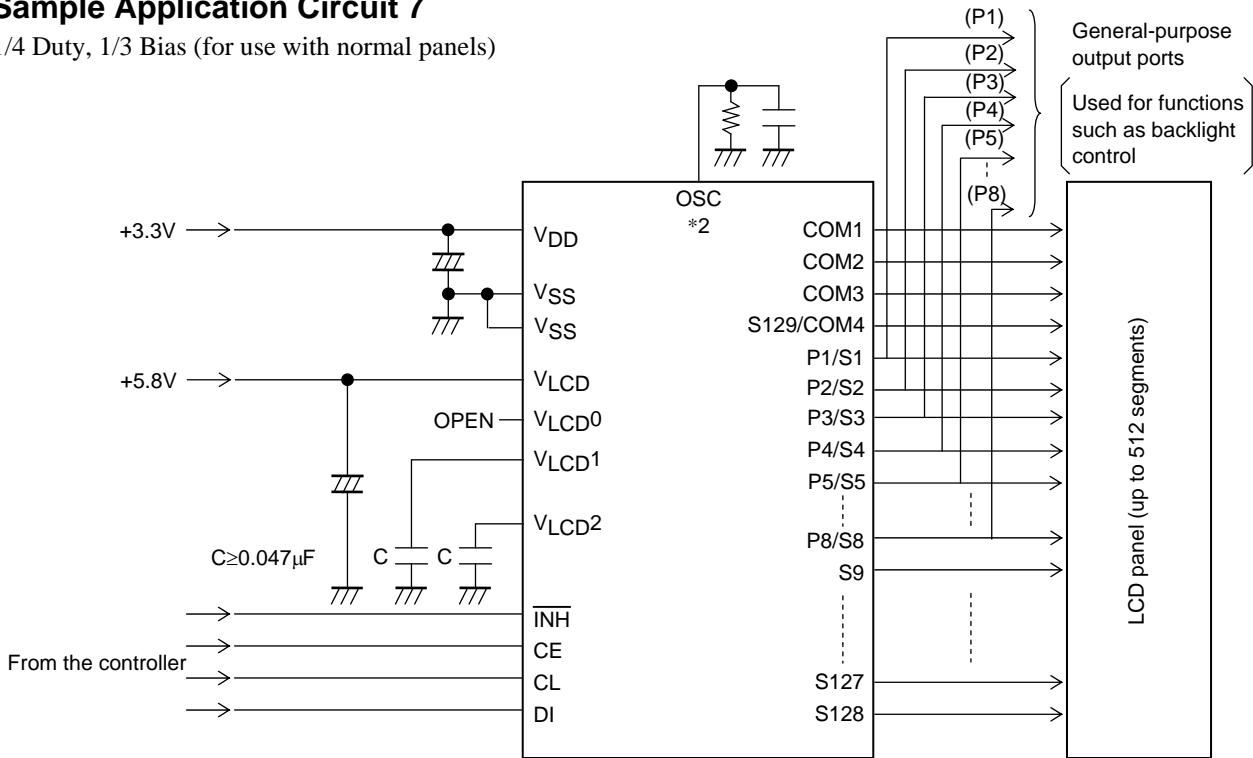 Sample Application Circuit 7
1/4 Duty, 1/3 Bias (for use with normal panels)
(P1)
(P2)
(P3)
(P4)
(P5)
(P8)
General-purpose
output ports
Used for functions
such as backlight
control
OSC
*2
+3.3V
VDD
VSS
VSS
+5.8V
VLCD
OPEN
VLCD0
VLCD1
VLCD2
C≥0.047μF
C
C
INH
From the controller
CE
CL
DI
COM1
COM2
COM3
S129/COM4
P1/S1
P2/S2
P3/S3
P4/S4
P5/S5
P8/S8
S9
S127
S128
LCD panel (up to 512 segments)